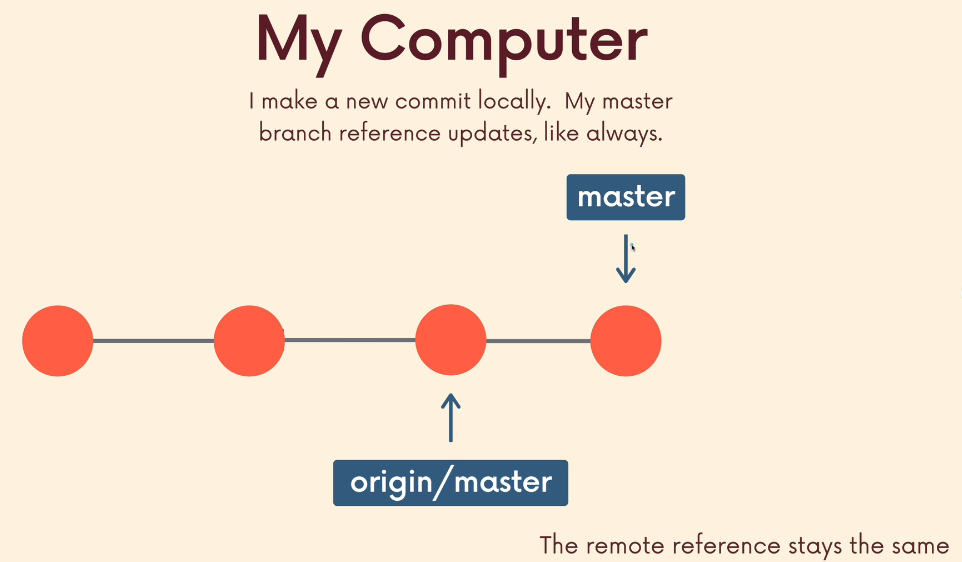 My Computer
I make a new commit locally.  My master
branch reference updates, like always.
master
origin/master
The remote reference stays the same